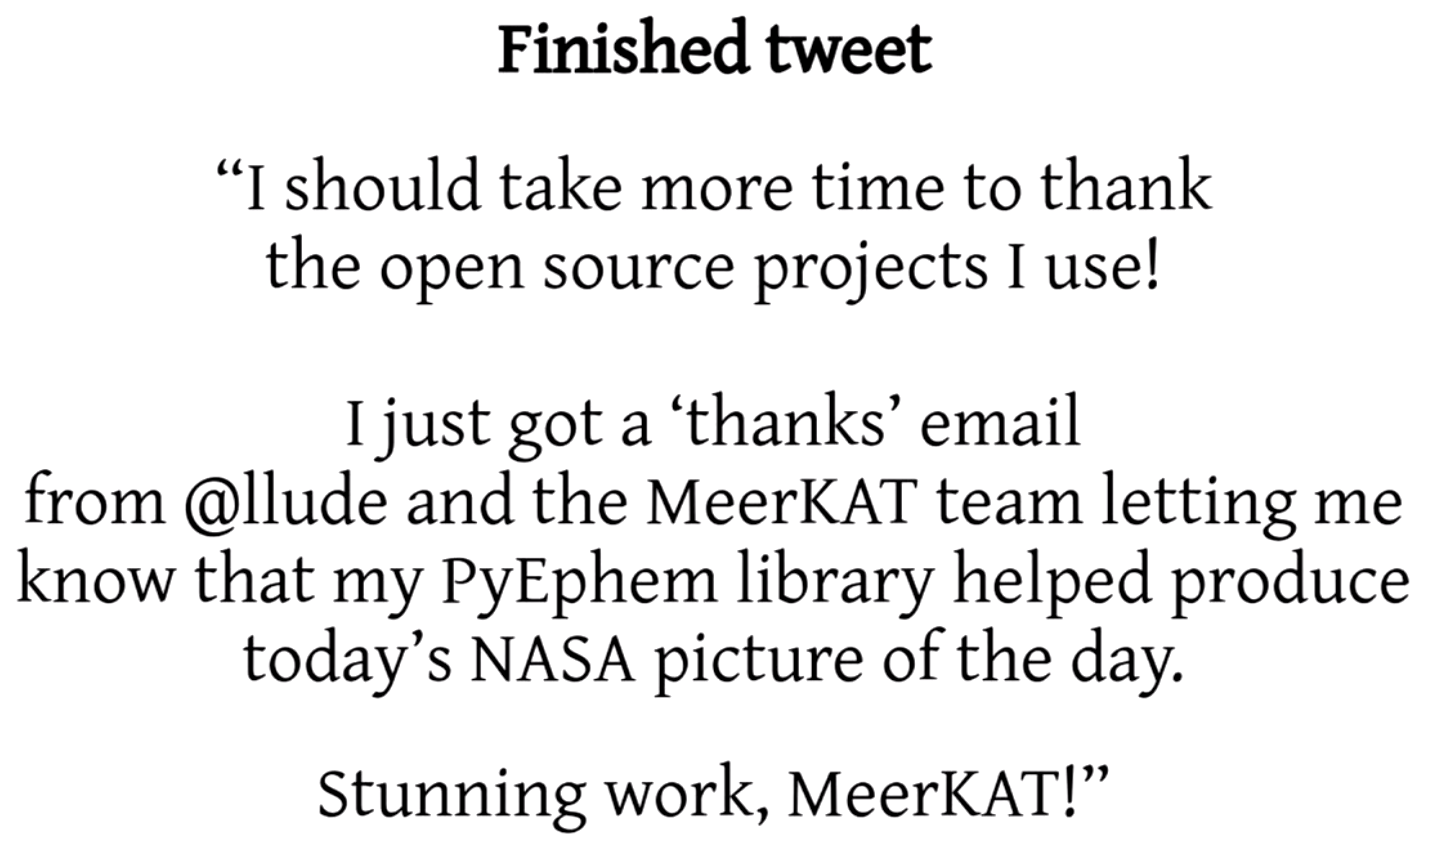 Finished tweet
“I should take more time to thank
the open source projects I use!
I just got a ‘thanks’ email
from @llude and the MeerKAT team letting me
know that my PyEphem library helped produce
today’s NASA picture of the day.
Stunning work, MeerKAT!”